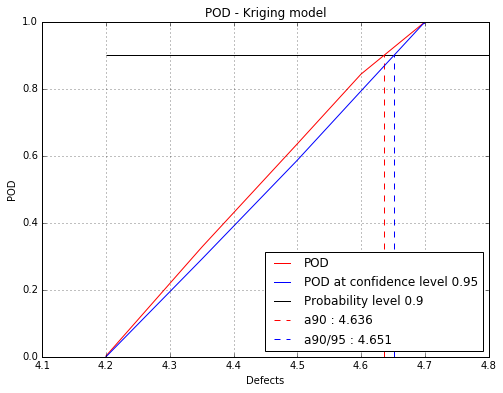 POD - Kriging model
1.0
0.8
0.6
0.4
0.2
0.0
POD
POD
POD at confidence level 0.95
Probability level 0.9
a90 : 4.636
a90/95 : 4.651
4.1 4.2 4.3 4.4 4.5 4.6 4.7 4.8
Defects